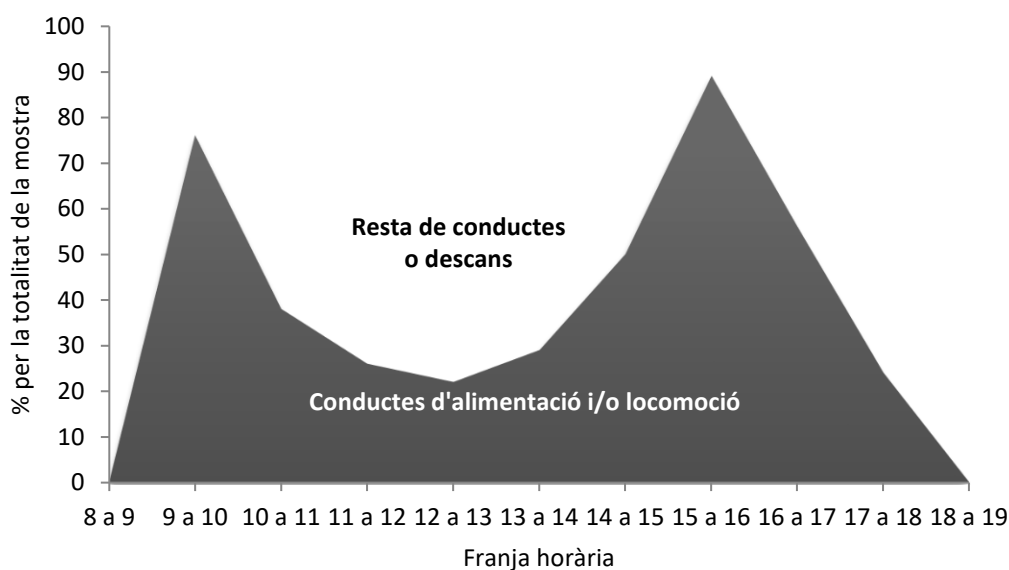 100
90
80
70
60
50
40
30
20
10
0
% per la totalitat de la mostra
Resta de conductes
o descans
Conductes d'alimentació i/o locomoció
8 a 9 9 a 10 10 a 11 11 a 12 12 a 13 13 a 14 14 a 15 15 a 16 16 a 17 17 a 18 18 a 19
Franja horària